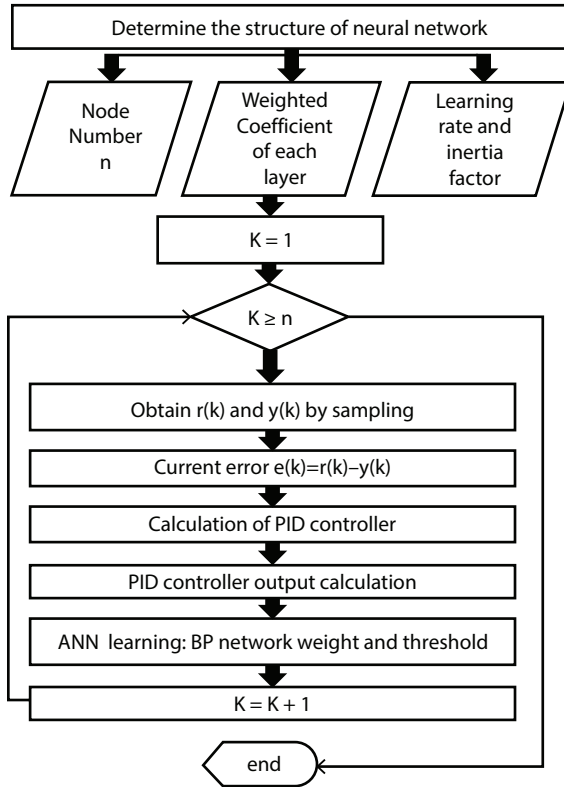 Determine the structure of neural network
Node
Number
n
Weighted
Coefficient
of each
layer
Learning
rate and
inertia
factor
K = 1
K ≥ n
Obtain r(k) and y(k) by sampling
Current error e(k)=r(k)–y(k)
Calculation of PID controller
PID controller output calculation
ANN learning: BP network weight and threshold
K = K + 1
end